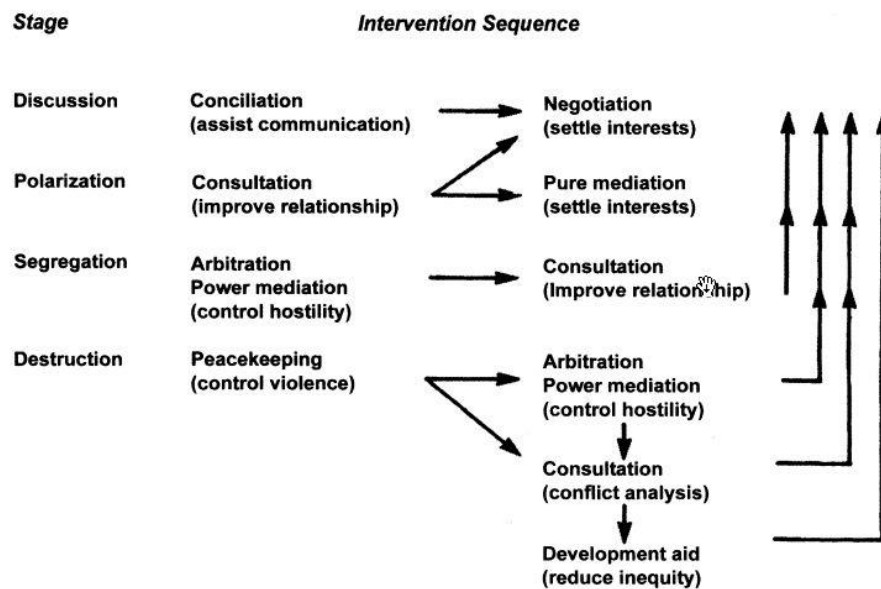 Stage Intervention Sequence
Discussion Conciliation Negotiation
(assist communication) (settle interests)
Polarization Consultation Pure mediation
(improve relationship) (settle interests)
Segregation Arbitration Consultation
Power mediation (Improve relationship)
(control hostility)
Destruction Peacekeeping Arbitration
(control violence) Power mediation
(control hostility)
Consultation
(conflict analysis)
Development aid
(reduce inequity)